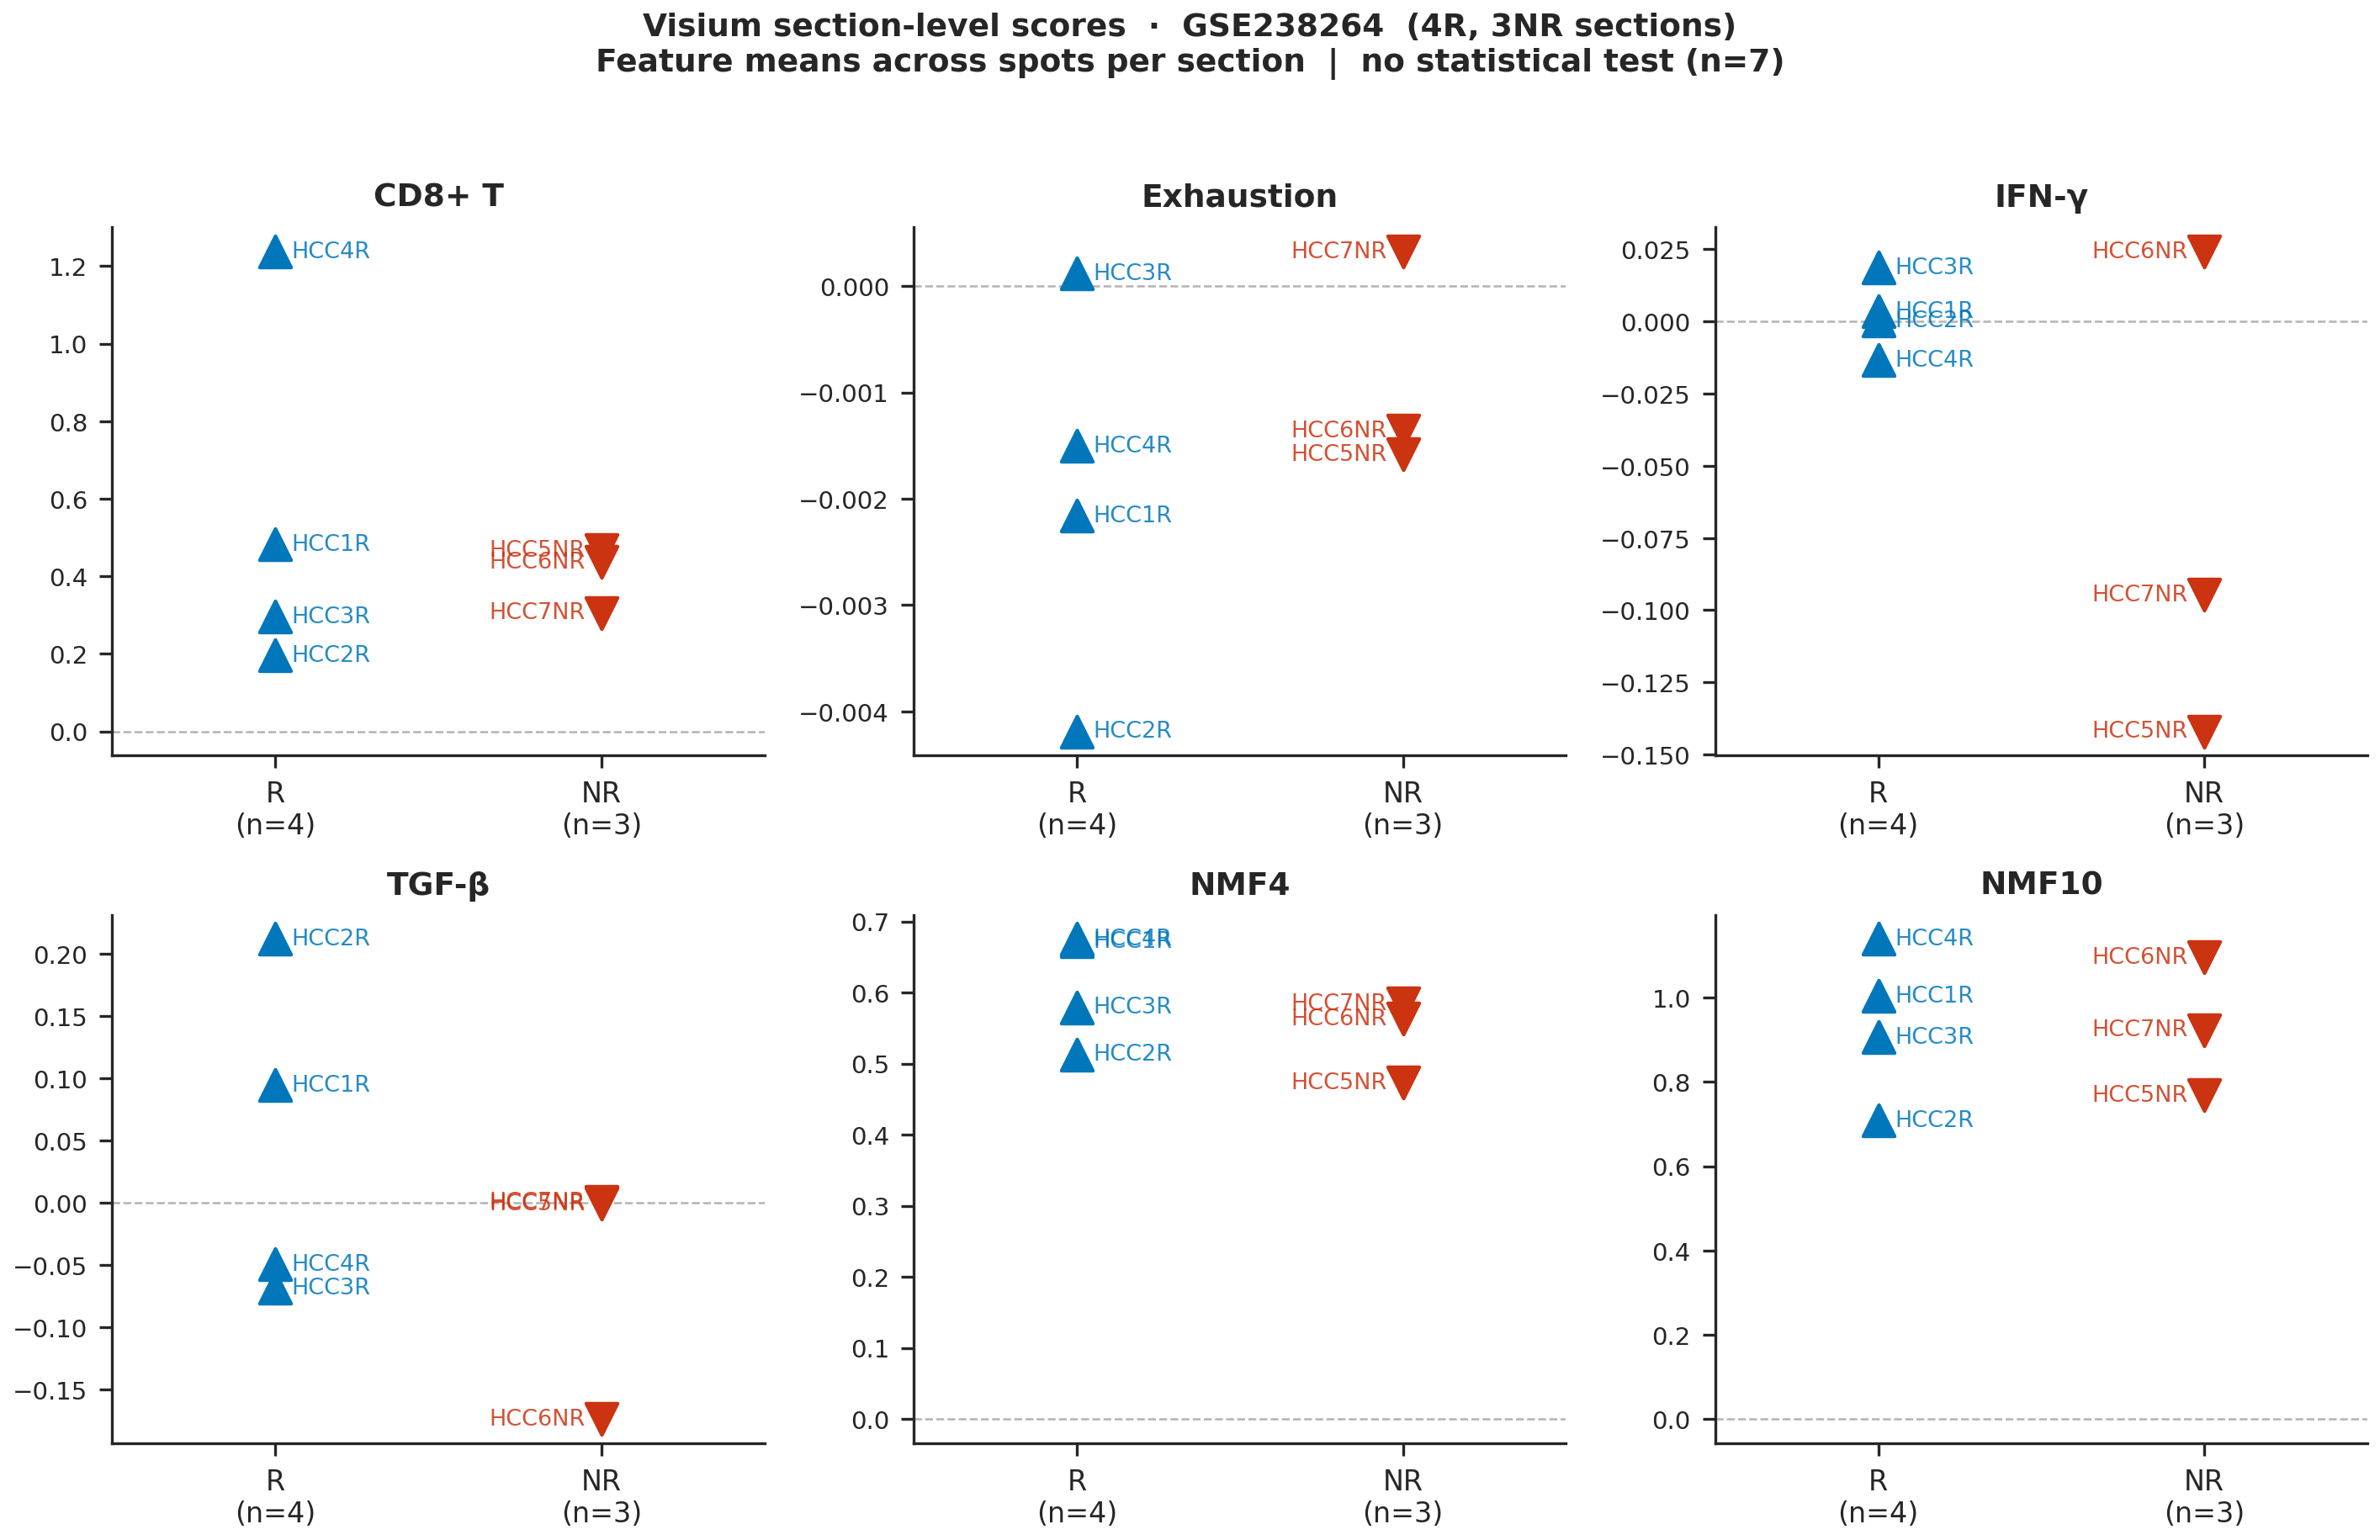 Visium section-level scores · GSE238264 (4R, 3NR sections)
Feature means across spots per section | no statistical test (n=7)
CD8+ T
1.2
1.0
0.8
0.6
0.4
0.2
0.0
HCC4R
HCC1R
HCC3R
HCC2R
HCC5NR
HCC6NR
HCC7NR
R
(n=4)
NR
(n=3)
Exhaustion
0.000
−0.001
−0.002
−0.003
−0.004
HCC3R
HCC4R
HCC1R
HCC2R
HCC7NR
HCC6NR
HCC5NR
R
(n=4)
NR
(n=3)
IFN-γ
0.025
0.000
−0.025
−0.050
−0.075
−0.100
−0.125
−0.150
HCC3R
HCC1R
HCC2R
HCC4R
HCC6NR
HCC7NR
HCC5NR
R
(n=4)
NR
(n=3)
TGF-β
0.20
0.15
0.10
0.05
0.00
−0.05
−0.10
−0.15
HCC2R
HCC1R
HCC4R
HCC3R
HCC7NR
HCC5NR
HCC6NR
R
(n=4)
NR
(n=3)
NMF4
0.7
0.6
0.5
0.4
0.3
0.2
0.1
0.0
HCC4R
HCC1R
HCC3R
HCC2R
HCC7NR
HCC6NR
HCC5NR
R
(n=4)
NR
(n=3)
NMF10
1.0
0.8
0.6
0.4
0.2
0.0
HCC4R
HCC1R
HCC3R
HCC2R
HCC6NR
HCC7NR
HCC5NR
R
(n=4)
NR
(n=3)